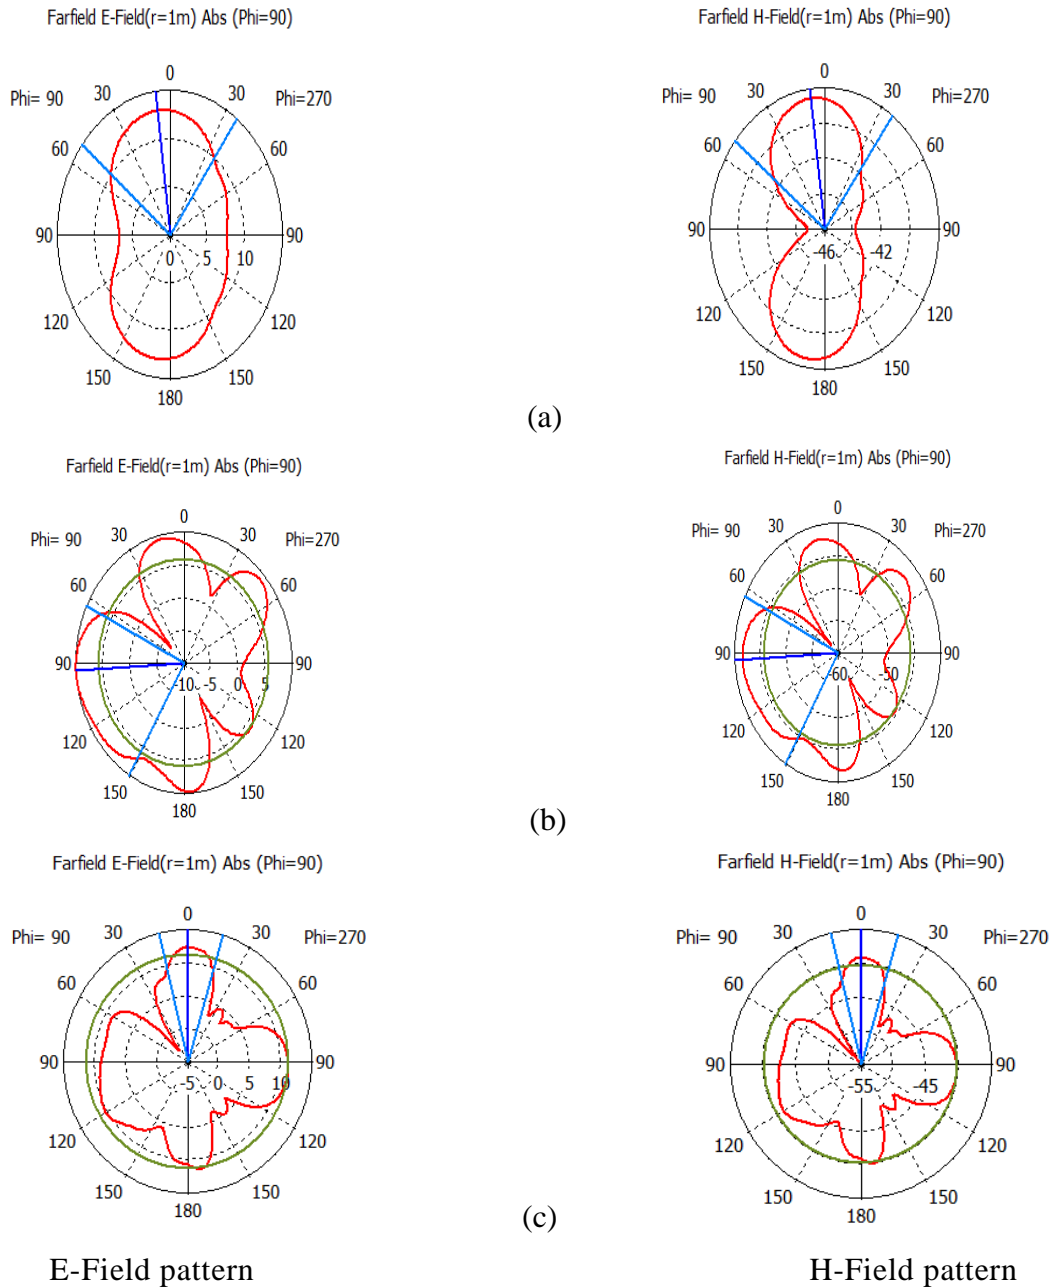 Farfield E-Field(r=1m) Abs (Phi=90)
Farfield H-Field(r=1m) Abs (Phi=90)
0
0
Phi= 90 30 30 Phi=270
Phi= 90 30 30 Phi=270
60 60
60 60
90 90
90 90
0 5 10
-46 -42
120 120
120 120
150 150
150 150
180
180
(a)
Farfield E-Field(r=1m) Abs (Phi=90)
Farfield H-Field(r=1m) Abs (Phi=90)
0
0
Phi= 90 30 30 Phi=270
Phi= 90 30 30 Phi=270
60 60
60 60
90 90
90 90
-10 -5 0 5
-60 -50
120 120
120 120
150 150
150 150
180
180
(b)
Farfield E-Field(r=1m) Abs (Phi=90)
Farfield H-Field(r=1m) Abs (Phi=90)
0
0
Phi= 90 30 30 Phi=270
Phi= 90 30 30 Phi=270
60 60
60 60
90 90
90 90
-5 0 5 10
-55 -45
120 120
120 120
150 150
150 150
180
180
(c)
E-Field pattern
H-Field pattern